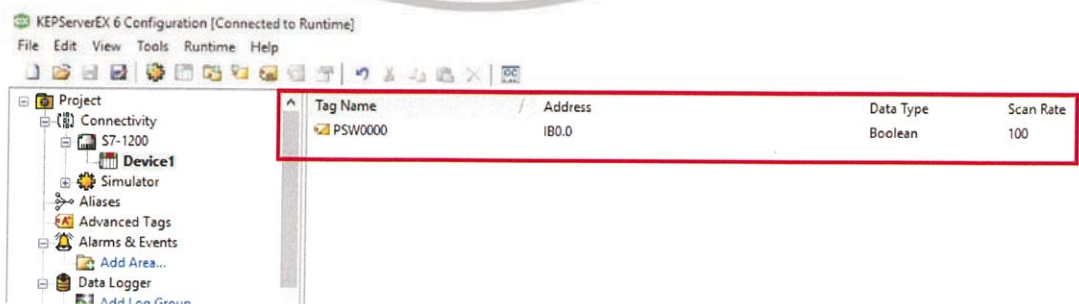 KEPServerEX 6 Configuration [Connected to Runtime]
File Edit View Tools Runtime Help
Project
Connectivity
S7-1200
Device1
Simulator
Aliases
Advanced Tags
Alarms & Events
Add Area...
Data Logger
Add Log Group
Tag Name / Address Data Type Scan Rate
PSW0000 IB0.0 Boolean 100